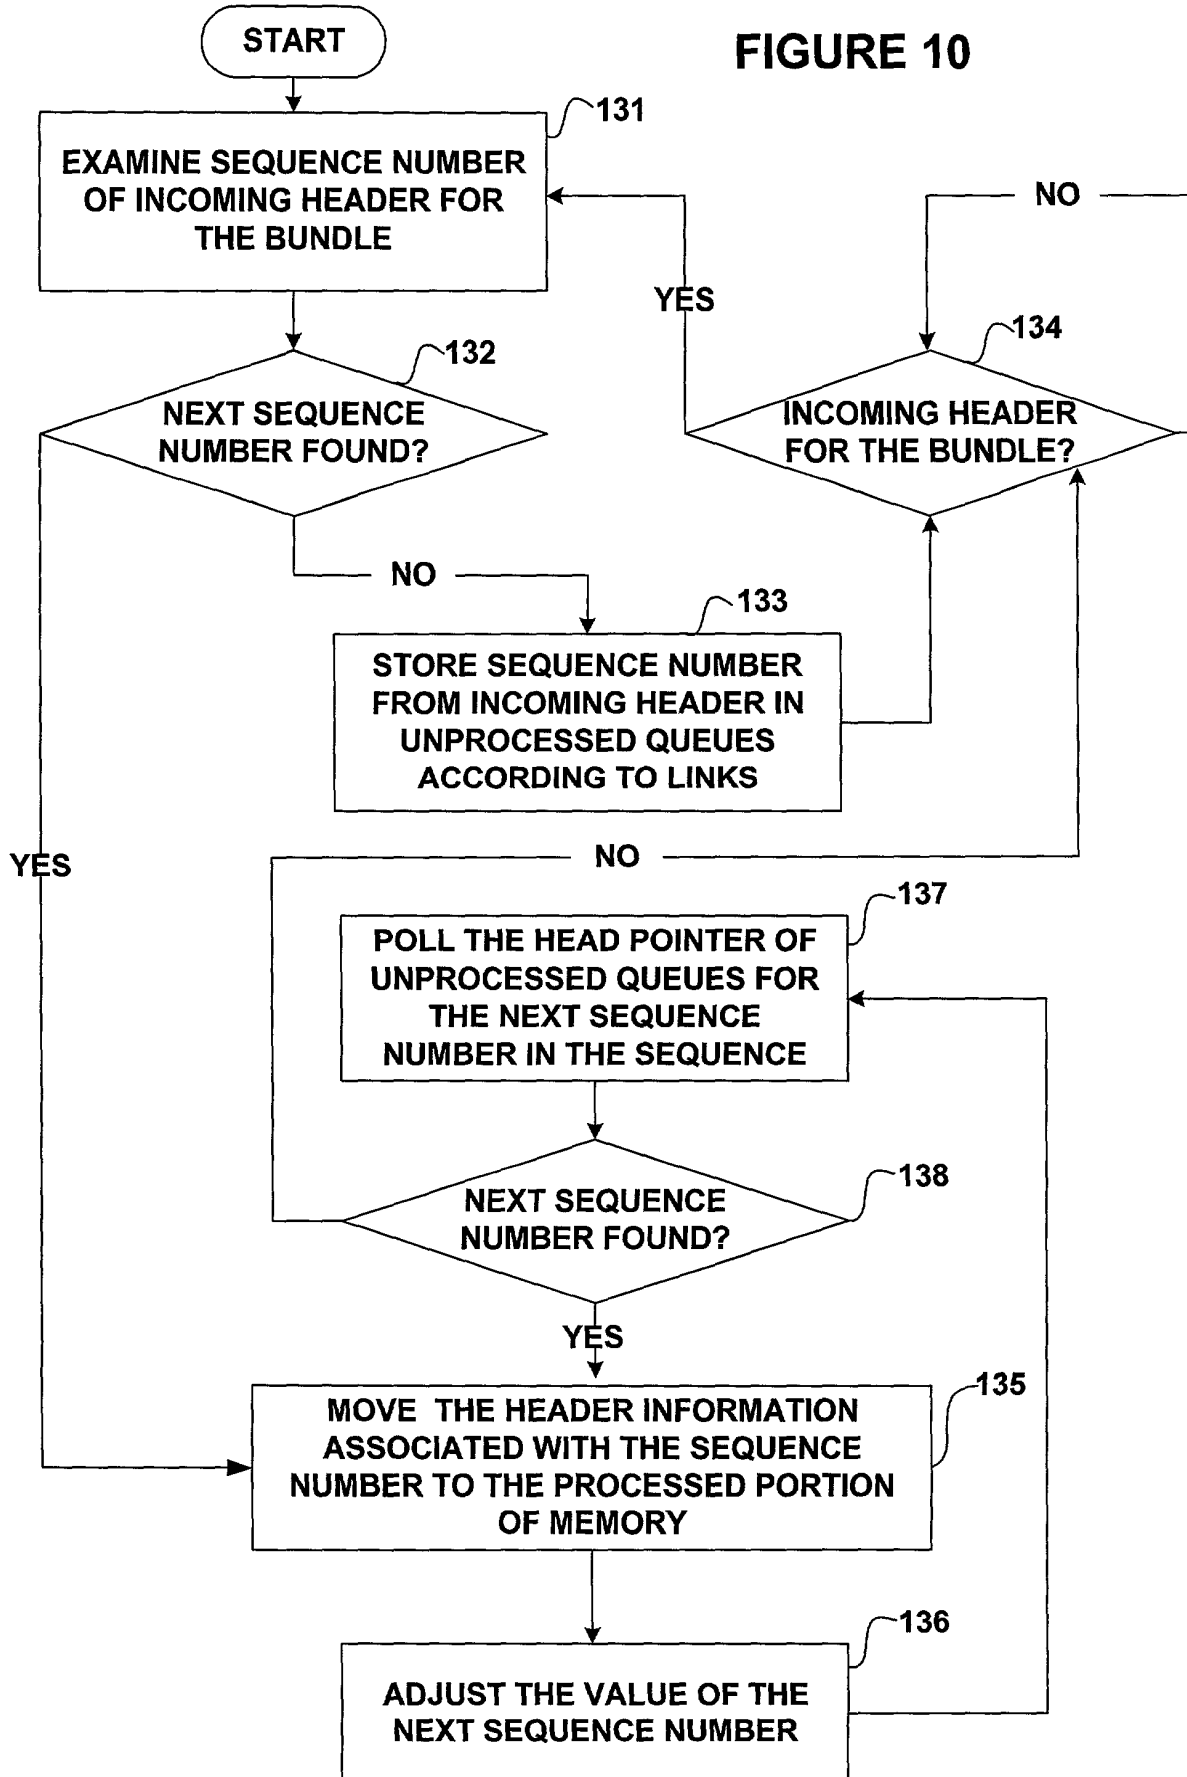 START
FIGURE 10
131
EXAMINE SEQUENCE NUMBER
OF INCOMING HEADER FOR
THE BUNDLE
NO
YES
134
132
NEXT SEQUENCE
NUMBER FOUND?
INCOMING HEADER
FOR THE BUNDLE?
NO
133
STORE SEQUENCE NUMBER
FROM INCOMING HEADER IN
UNPROCESSED QUEUES
ACCORDING TO LINKS
YES
NO
137
POLL THE HEAD POINTER OF
UNPROCESSED QUEUES FOR
THE NEXT SEQUENCE
NUMBER IN THE SEQUENCE
138
NEXT SEQUENCE
NUMBER FOUND?
YES
135
MOVE THE HEADER INFORMATION
ASSOCIATED WITH THE SEQUENCE
NUMBER TO THE PROCESSED PORTION
OF MEMORY
136
ADJUST THE VALUE OF THE
NEXT SEQUENCE NUMBER